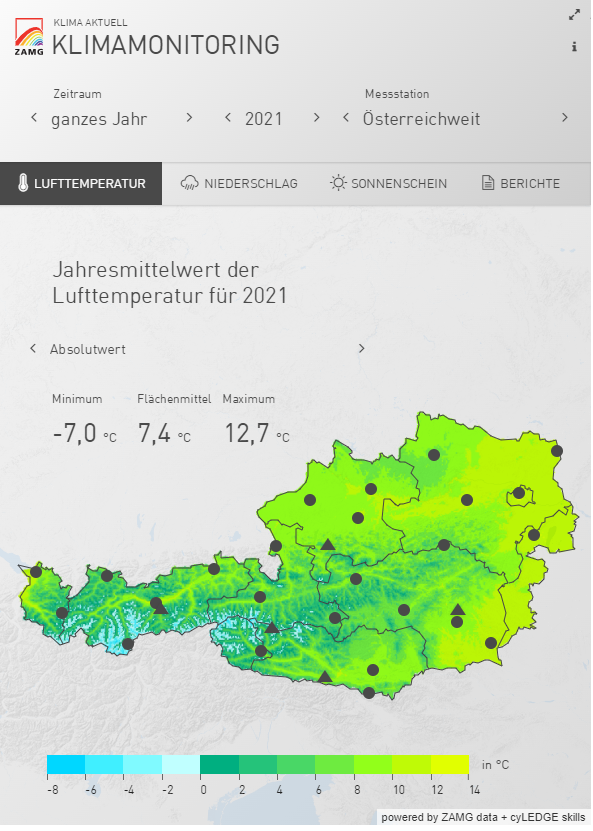 KLIMA AKTUELL
ZAMG KLIMAMONITORING
Zeitraum Messstation
< ganzes Jahr > < 2021 > < Österreichweit >
LUFTTEMPERATUR NIEDERSCHLAG SONNENSCHEIN BERICHTE
Jahresmittelwert der
Lufttemperatur für 2021
< Absolutwert >
Minimum Flächenmittel Maximum
-7,0 °C 7,4 °C 12,7 °C
in °C
-8 -6 -4 -2 0 2 4 6 8 10 12 14
powered by ZAMG data + cyLEDGE skills